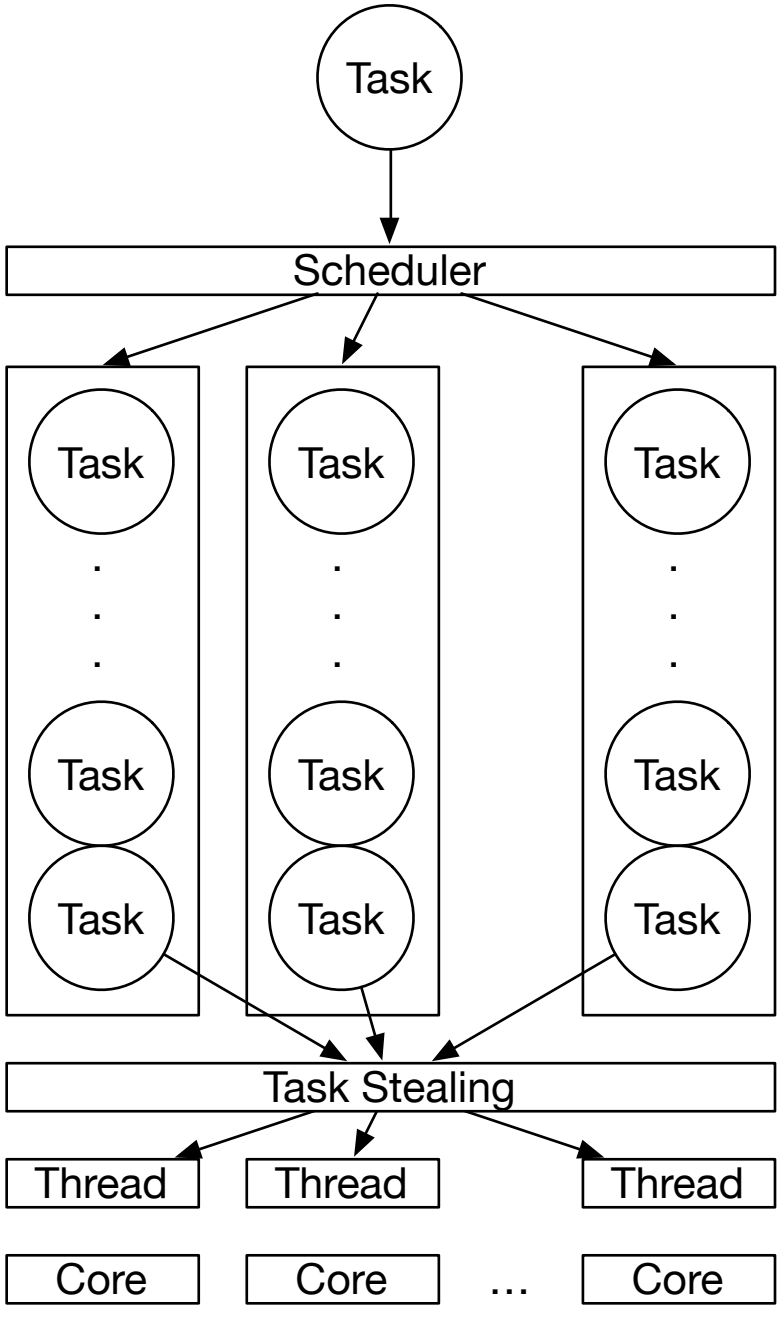 Task
Scheduler
Task Task Task
. . .
. . .
. . .
Task Task Task
Task Task Task
Task Stealing
Thread Thread Thread
Core Core ... Core